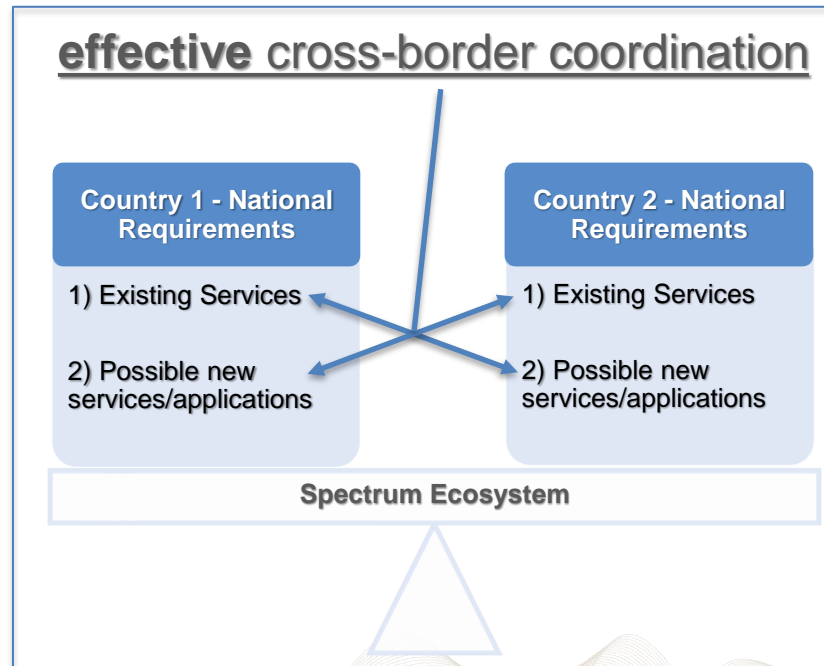 effective cross-border coordination
Country 1 - National
Requirements
1) Existing Services
2) Possible new
services/applications
Country 2 - National
Requirements
1) Existing Services
2) Possible new
services/applications
Spectrum Ecosystem